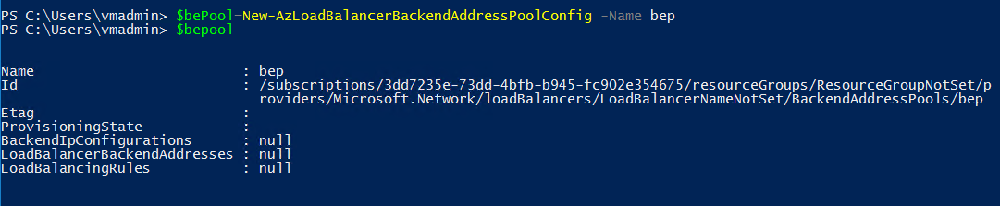 PS C:\Users\vmadmin> $bePool=New-AzLoadBalancerBackendAddressPoolConfig -Name bep
PS C:\Users\vmadmin> $bepool
Name                         : bep
Id                           : /subscriptions/3dd7235e-73dd-4bfb-b945-fc902e354675/resourceGroups/ResourceGroupNotSet/p
                               roviders/Microsoft.Network/loadBalancers/LoadBalancerNameNotSet/BackendAddressPools/bep
Etag                         :
ProvisioningState            :
BackendIpConfigurations      : null
LoadBalancerBackendAddresses : null
LoadBalancingRules           : null